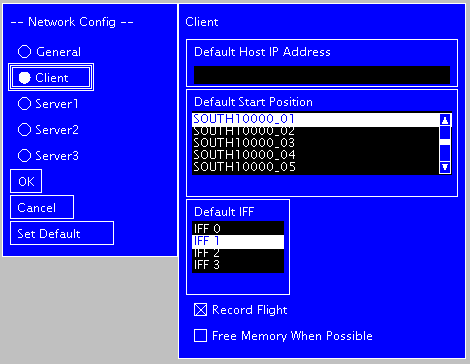 -- Network Config --
General
Client
Server1
Server2
Server3
OK
Cancel
Set Default
Client
Default Host IP Address
Default Start Position
SOUTH10000_01
SOUTH10000_02
SOUTH10000_03
SOUTH10000_04
SOUTH10000_05
Default IFF
IFF 0
IFF 1
IFF 2
IFF 3
Record Flight
Free Memory When Possible